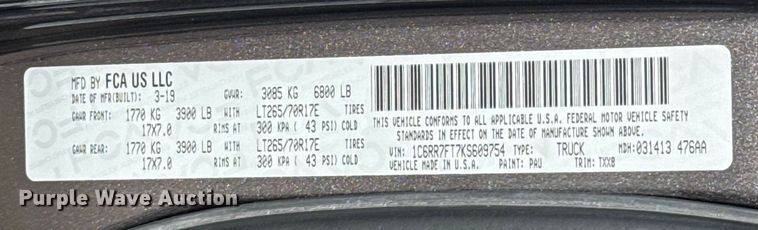 MFD BY FCA US LLC GVWR: 3085 KG 6800 LB
DATE OF MFR(BUILT): 3-19
GAWR FRONT: 1770 KG 3900 LB WITH LT265/70R17E TIRES
17X7.0 RIMS AT 300 KPA ( 43 PSI) COLD
GAWR REAR: 1770 KG 3900 LB WITH LT265/70R17E TIRES
17X7.0 RIMS AT 300 KPA ( 43 PSI) COLD
THIS VEHICLE CONFORMS TO ALL APPLICABLE U.S.A. FEDERAL MOTOR VEHICLE SAFETY
STANDARDS IN EFFECT ON THE DATE OF MANUFACTURE SHOWN ABOVE.
VIN: 1C6RR7FT7KS609754 TYPE: TRUCK MDH: 031413 476AA
VEHICLE MADE IN U.S.A. PAINT: PAU TRIM: TXX8
Purple Wave Auction